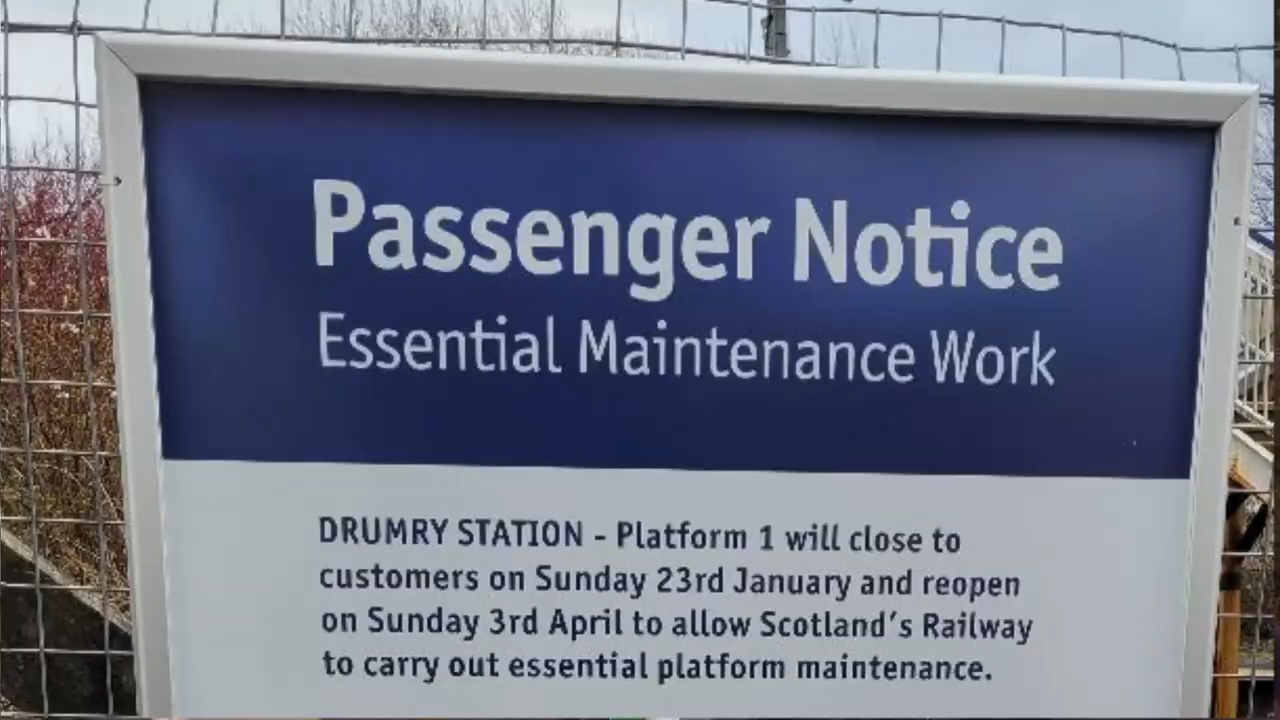 Passenger Notice
Essential Maintenance Work
DRUMRY STATION - Platform 1 will close to
customers on Sunday 23rd January and reopen
on Sunday 3rd April to allow Scotland's Railway
to carry out essential platform maintenance.